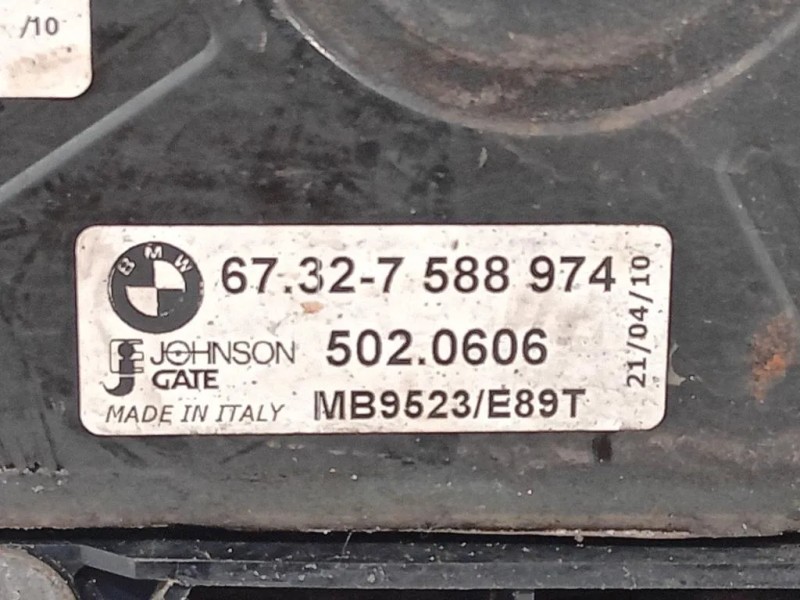 /10
BMW
67.32-7 588 974
JOHNSON 502.0606
GATE
MADE IN ITALY MB9523/E89T
21/04/10